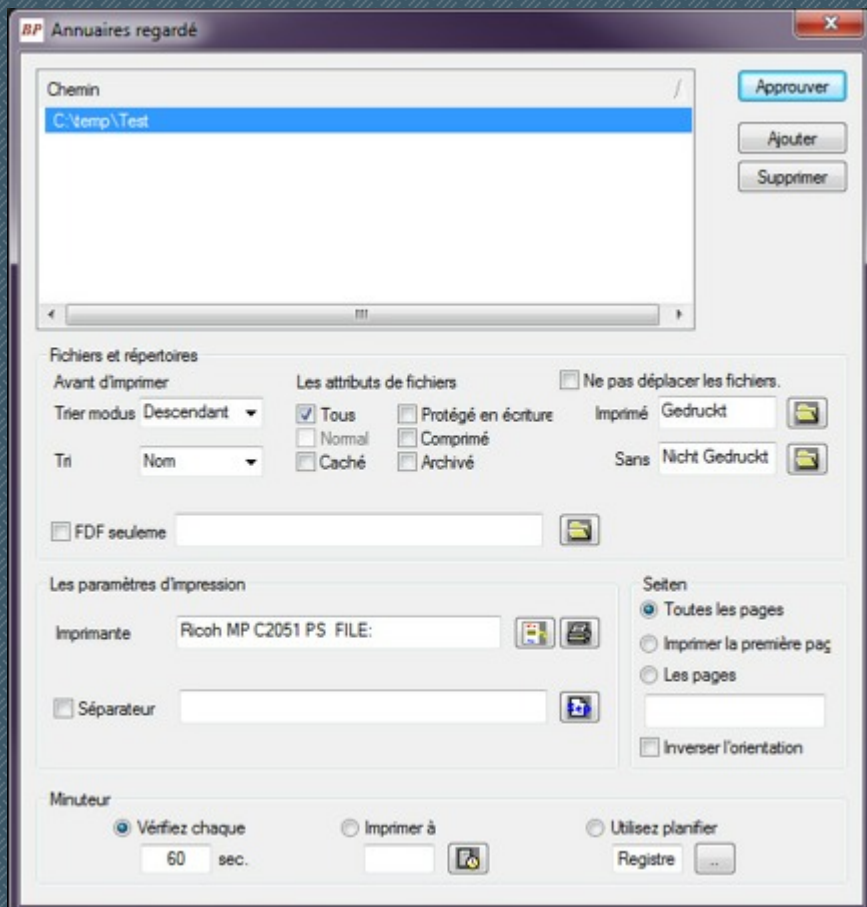 BP Annuaires regardé
Chemin
Approuver
C:\temp\Test
Ajouter
Supprimer
Fichiers et répertoires
Avant d'imprimer
Les attributs de fichiers
Ne pas déplacer les fichiers.
Trier modus Descendant
Tous
Protégé en écriture
Imprimé Gedruckt
Normal
Comprimé
Tri Nom
Caché
Archivé
Sans Nicht Gedruckt
FDF seuleme
Les paramètres d'impression
Seiten
Toutes les pages
Imprimante Ricoh MP C2051 PS FILE:
Imprimer la première pag
Les pages
Séparateur
Inverser l'orientation
Minuteur
Vérifiez chaque
Imprimer à
Utilisez planifier
60 sec.
Registre ..